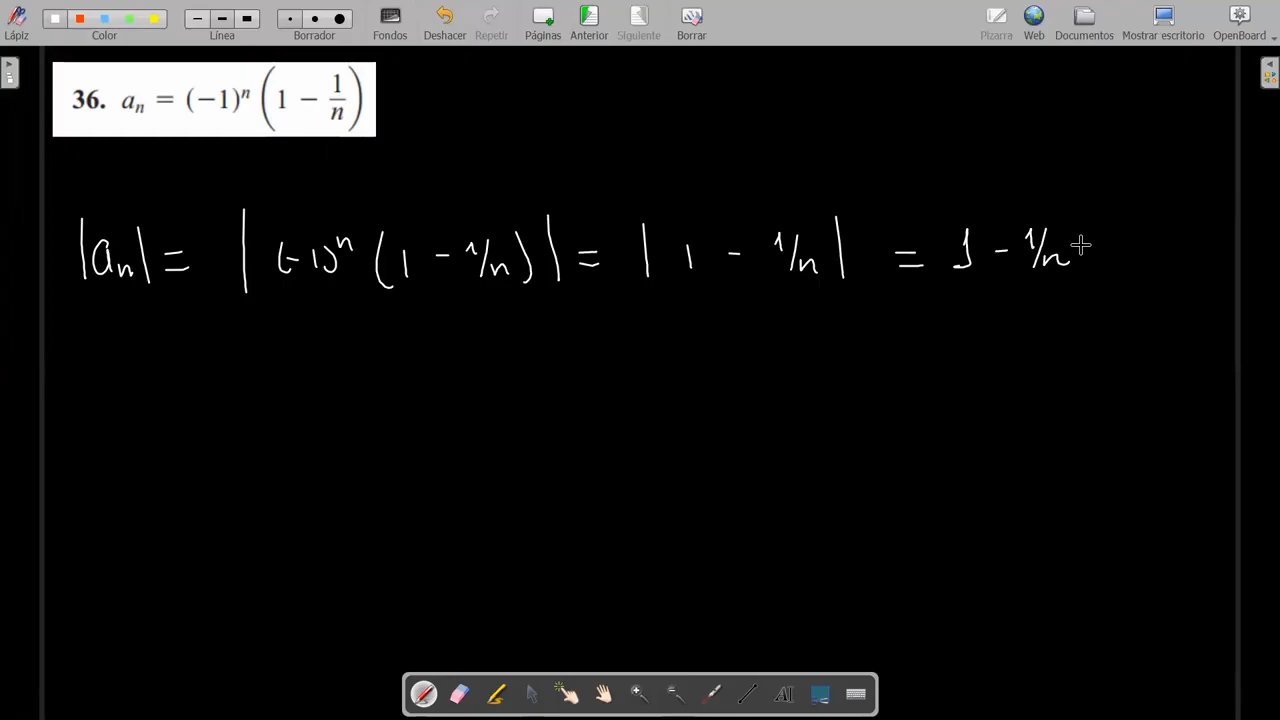 Lápiz Color Línea Borrador Fondos Deshacer Repetir Páginas Anterior Siguiente Borrar Pizarra Web Documentos Mostrar escritorio OpenBoard
36. aₙ = (−1)ⁿ (1 − 1/n)
|aₙ| = | (-1)ⁿ (1 - 1/n) | = | 1 - 1/n | = 1 - 1/n
AI